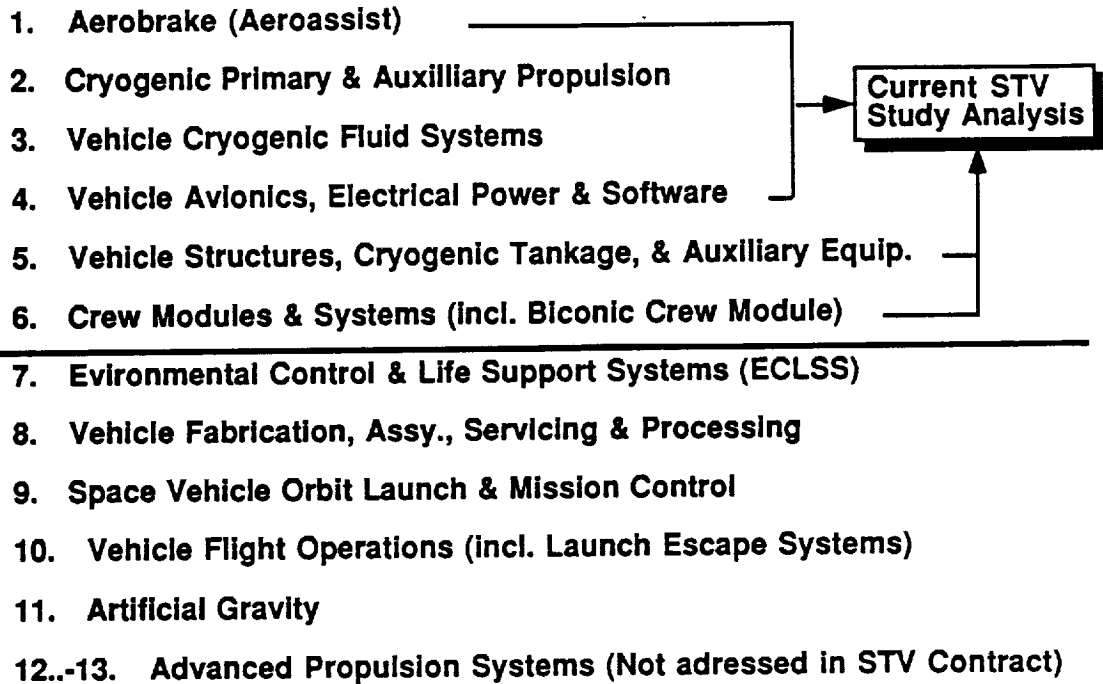 1. Aerobrake (Aeroassist)
2. Cryogenic Primary & Auxilliary Propulsion
Current STV
Study Analysis
3. Vehicle Cryogenic Fluid Systems
4. Vehicle Avionics, Electrical Power & Software
5. Vehicle Structures, Cryogenic Tankage, & Auxiliary Equip.
6. Crew Modules & Systems (incl. Biconic Crew Module)
7. Evironmental Control & Life Support Systems (ECLSS)
8. Vehicle Fabrication, Assy., Servicing & Processing
9. Space Vehicle Orbit Launch & Mission Control
10. Vehicle Flight Operations (incl. Launch Escape Systems)
11. Artificial Gravity
12..-13. Advanced Propulsion Systems (Not adressed in STV Contract)